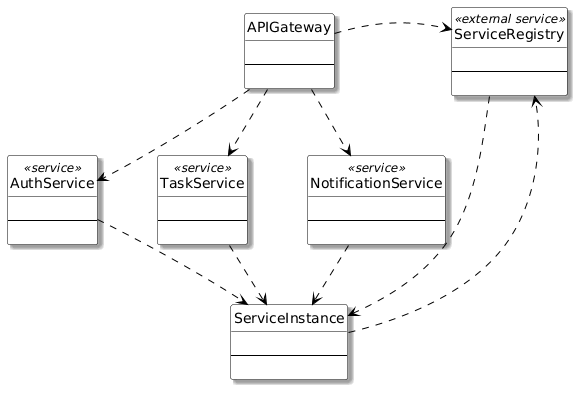 «external service»
ServiceRegistry
APIGateway
«service»
AuthService
«service»
TaskService
«service»
NotificationService
ServiceInstance